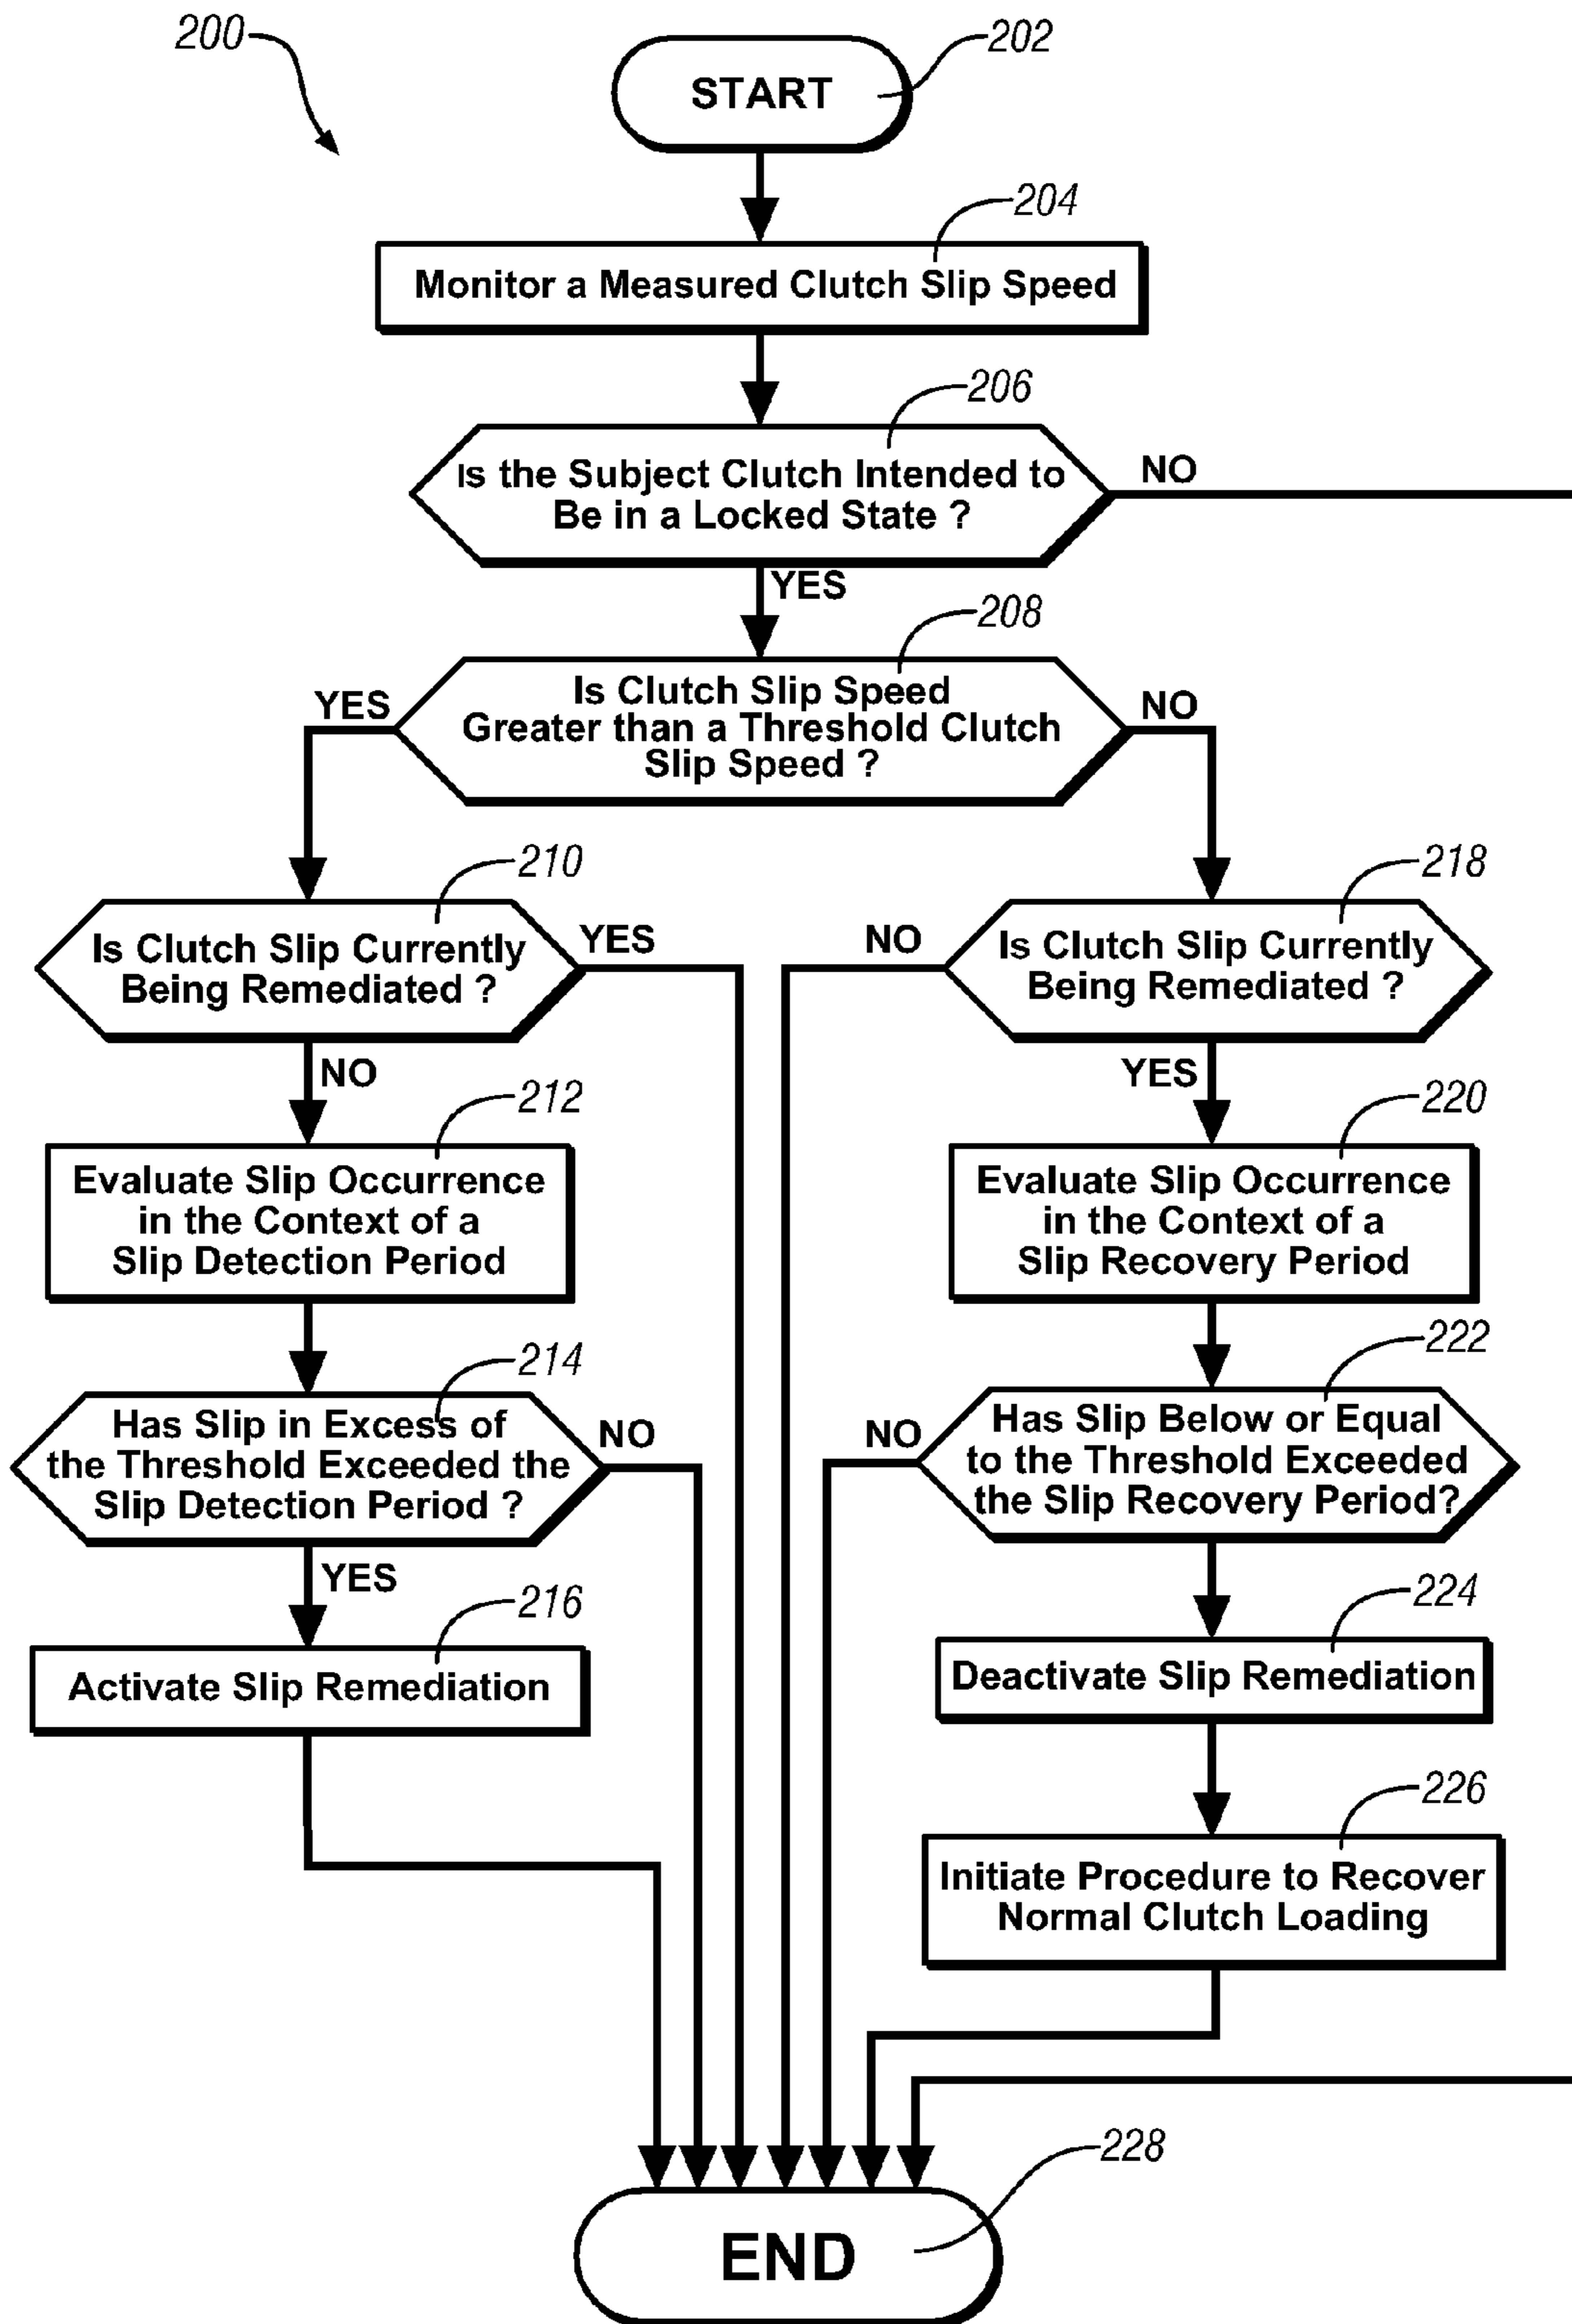 200
202
START
204
Monitor a Measured Clutch Slip Speed
206
Is the Subject Clutch Intended to
Be in a Locked State ?
NO
YES
208
Is Clutch Slip Speed
Greater than a Threshold Clutch
Slip Speed ?
YES
NO
210
Is Clutch Slip Currently
Being Remediated ?
YES
NO
212
Evaluate Slip Occurrence
in the Context of a
Slip Detection Period
214
Has Slip in Excess of
the Threshold Exceeded the
Slip Detection Period ?
NO
YES
216
Activate Slip Remediation
218
Is Clutch Slip Currently
Being Remediated ?
NO
YES
220
Evaluate Slip Occurrence
in the Context of a
Slip Recovery Period
222
Has Slip Below or Equal
to the Threshold Exceeded
the Slip Recovery Period?
NO
224
Deactivate Slip Remediation
226
Initiate Procedure to Recover
Normal Clutch Loading
228
END